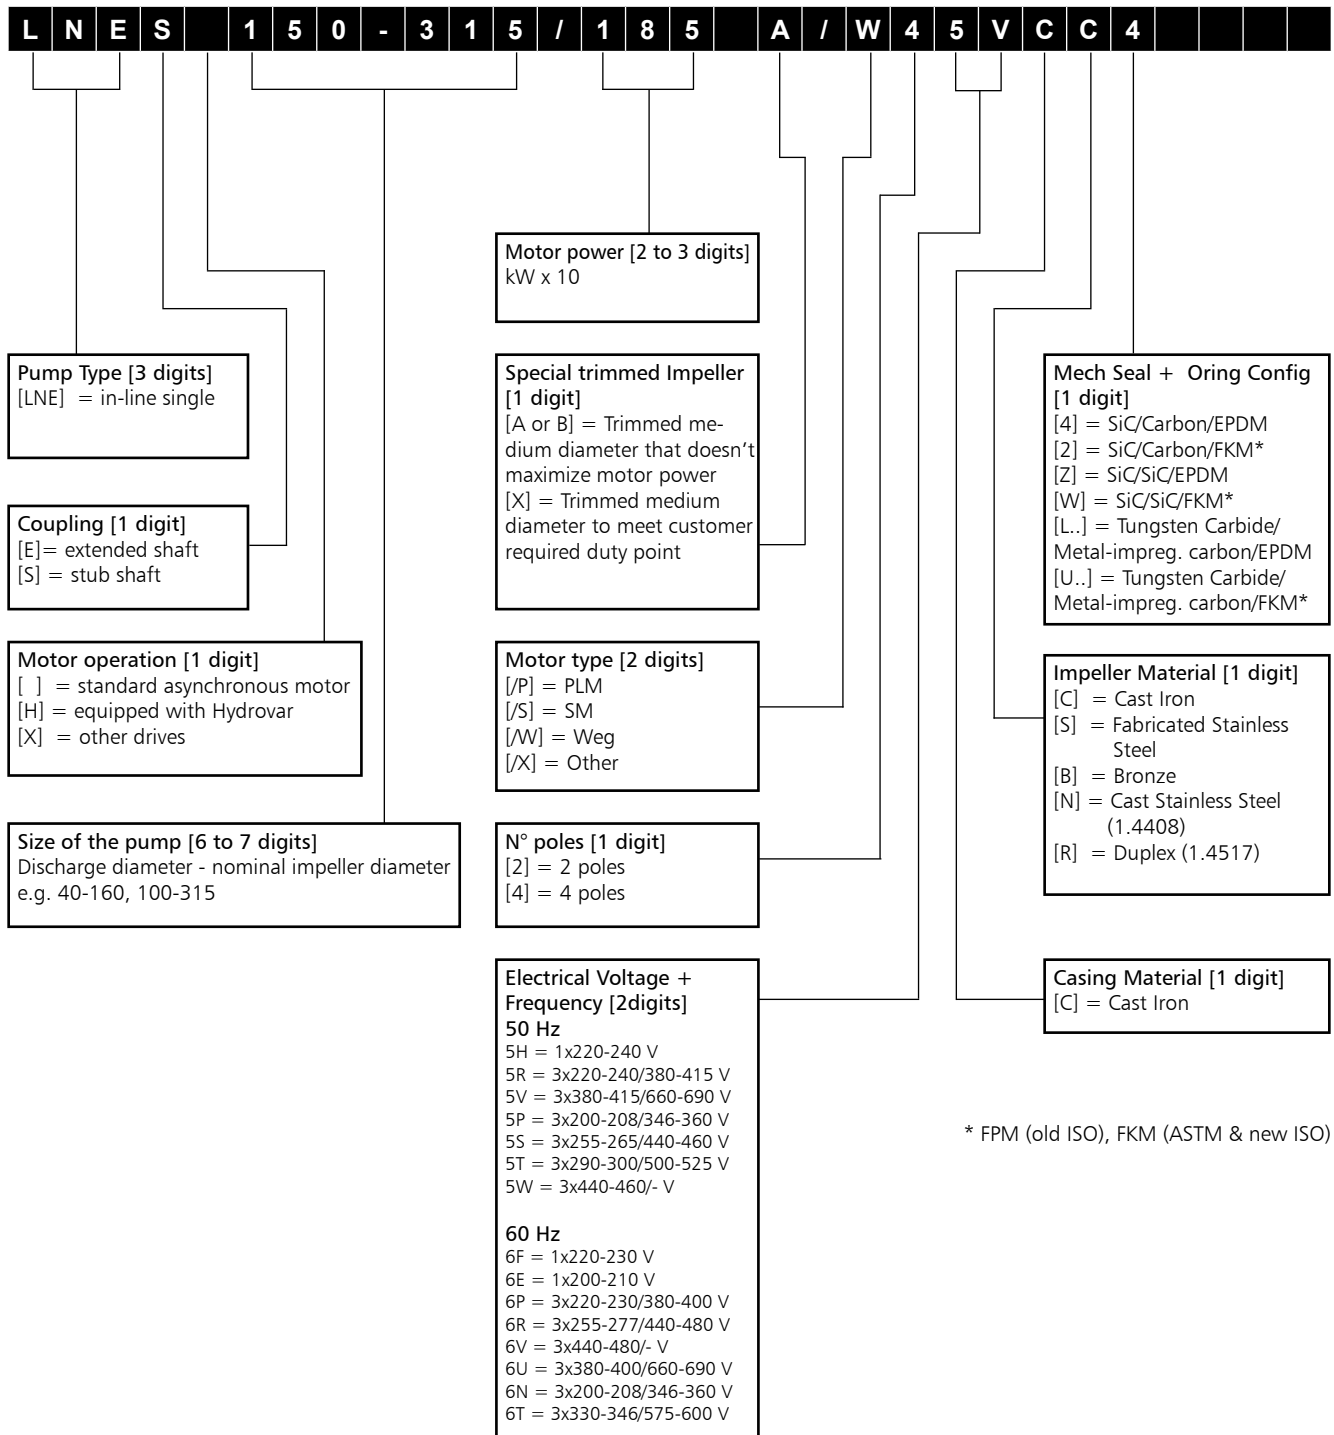 L N E S 1 5 0 - 3 1 5 / 1 8 5 A / W 4 5 V C C 4
Motor power [2 to 3 digits]
kW x 10
Pump Type [3 digits]
[LNE] = in-line single
Coupling [1 digit]
[E]= extended shaft
[S] = stub shaft
Motor operation [1 digit]
[ ] = standard asynchronous motor
[H] = equipped with Hydrovar
[X] = other drives
Size of the pump [6 to 7 digits]
Discharge diameter - nominal impeller diameter
e.g. 40-160, 100-315
Special trimmed Impeller
[1 digit]
[A or B] = Trimmed me-
dium diameter that doesn't
maximize motor power
[X] = Trimmed medium
diameter to meet customer
required duty point
Motor type [2 digits]
[/P] = PLM
[/S] = SM
[/W] = Weg
[/X] = Other
N° poles [1 digit]
[2] = 2 poles
[4] = 4 poles
Electrical Voltage +
Frequency [2digits]
50 Hz
5H = 1x220-240 V
5R = 3x220-240/380-415 V
5V = 3x380-415/660-690 V
5P = 3x200-208/346-360 V
5S = 3x255-265/440-460 V
5T = 3x290-300/500-525 V
5W = 3x440-460/- V
60 Hz
6F = 1x220-230 V
6E = 1x200-210 V
6P = 3x220-230/380-400 V
6R = 3x255-277/440-480 V
6V = 3x440-480/- V
6U = 3x380-400/660-690 V
6N = 3x200-208/346-360 V
6T = 3x330-346/575-600 V
Mech Seal + Oring Config
[1 digit]
[4] = SiC/Carbon/EPDM
[2] = SiC/Carbon/FKM*
[Z] = SiC/SiC/EPDM
[W] = SiC/SiC/FKM*
[L..] = Tungsten Carbide/
Metal-impreg. carbon/EPDM
[U..] = Tungsten Carbide/
Metal-impreg. carbon/FKM*
Impeller Material [1 digit]
[C] = Cast Iron
[S] = Fabricated Stainless
Steel
[B] = Bronze
[N] = Cast Stainless Steel
(1.4408)
[R] = Duplex (1.4517)
Casing Material [1 digit]
[C] = Cast Iron
* FPM (old ISO), FKM (ASTM & new ISO)